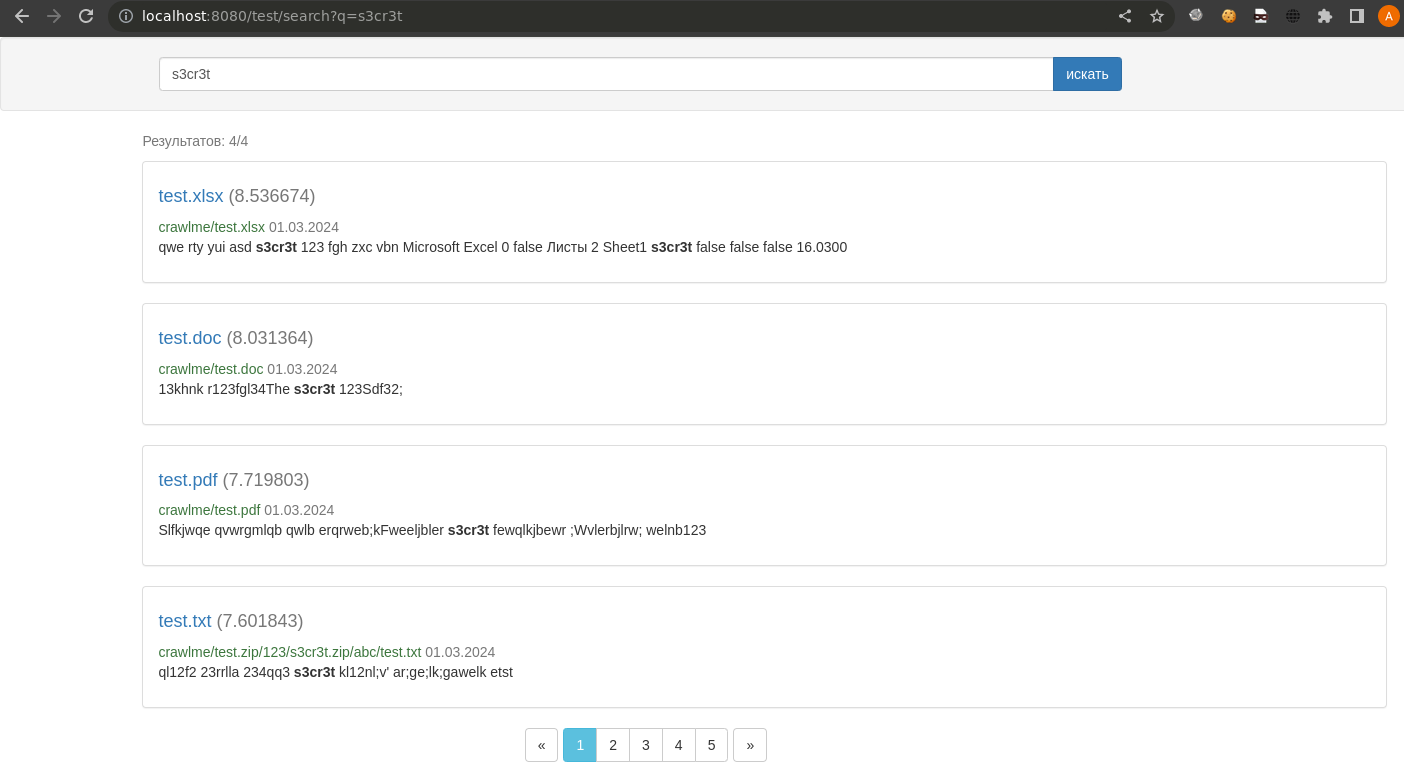 localhost:8080/test/search?q=s3cr3t
A
s3cr3t
искать
Результатов: 4/4
test.xlsx (8.536674)
crawlme/test.xlsx 01.03.2024
qwe rty yui asd s3cr3t 123 fgh zxc vbn Microsoft Excel 0 false Листы 2 Sheet1 s3cr3t false false false 16.0300
test.doc (8.031364)
crawlme/test.doc 01.03.2024
13khnk r123fgl34The s3cr3t 123Sdf32;
test.pdf (7.719803)
crawlme/test.pdf 01.03.2024
Slfkjwqe qvwrgmlqb qwlb erqrweb;kFweeljbler s3cr3t fewqlkjbewr ;Wvlerbjlrw; welnb123
test.txt (7.601843)
crawlme/test.zip/123/s3cr3t.zip/abc/test.txt 01.03.2024
ql12f2 23rrlla 234qq3 s3cr3t kl12nl;v' ar;ge;lk;gawelk etst
« 1 2 3 4 5 »